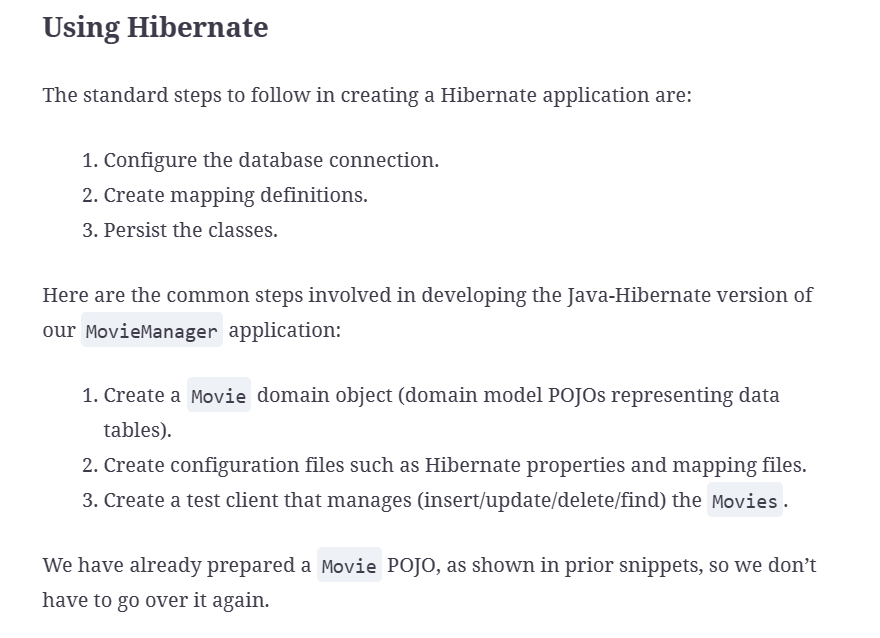 Using Hibernate
The standard steps to follow in creating a Hibernate application are:
1. Configure the database connection.
2. Create mapping definitions.
3. Persist the classes.
Here are the common steps involved in developing the Java-Hibernate version of
our MovieManager application:
1. Create a Movie domain object (domain model POJOs representing data
tables).
2. Create configuration files such as Hibernate properties and mapping files.
3. Create a test client that manages (insert/update/delete/find) the Movies.
We have already prepared a Movie POJO, as shown in prior snippets, so we don’t
have to go over it again.